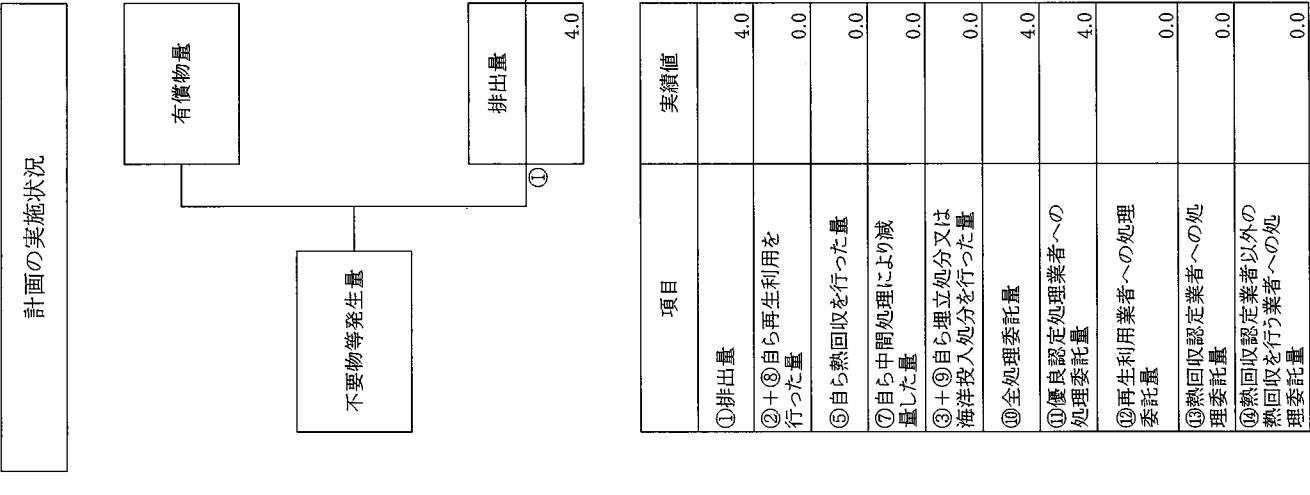 計画の実施状況
不要物等発生量
有償物量
①
排出量
4.0
項目
実績値
①排出量
4.0
②+⑧自ら再生利用を
行った量
0.0
⑤自ら熱回収を行った量
0.0
⑦自ら中間処理により減
量した量
0.0
③+⑨自ら埋立処分又は
海洋投入処分を行った量
0.0
⑩全処理委託量
4.0
⑪優良認定処理業者への
処理委託量
4.0
⑫再生利用業者への処理
委託量
0.0
⑬熱回収認定業者への処
理委託量
0.0
⑭熱回収認定業者以外の
熱回収を行う業者への処
理委託量
0.0